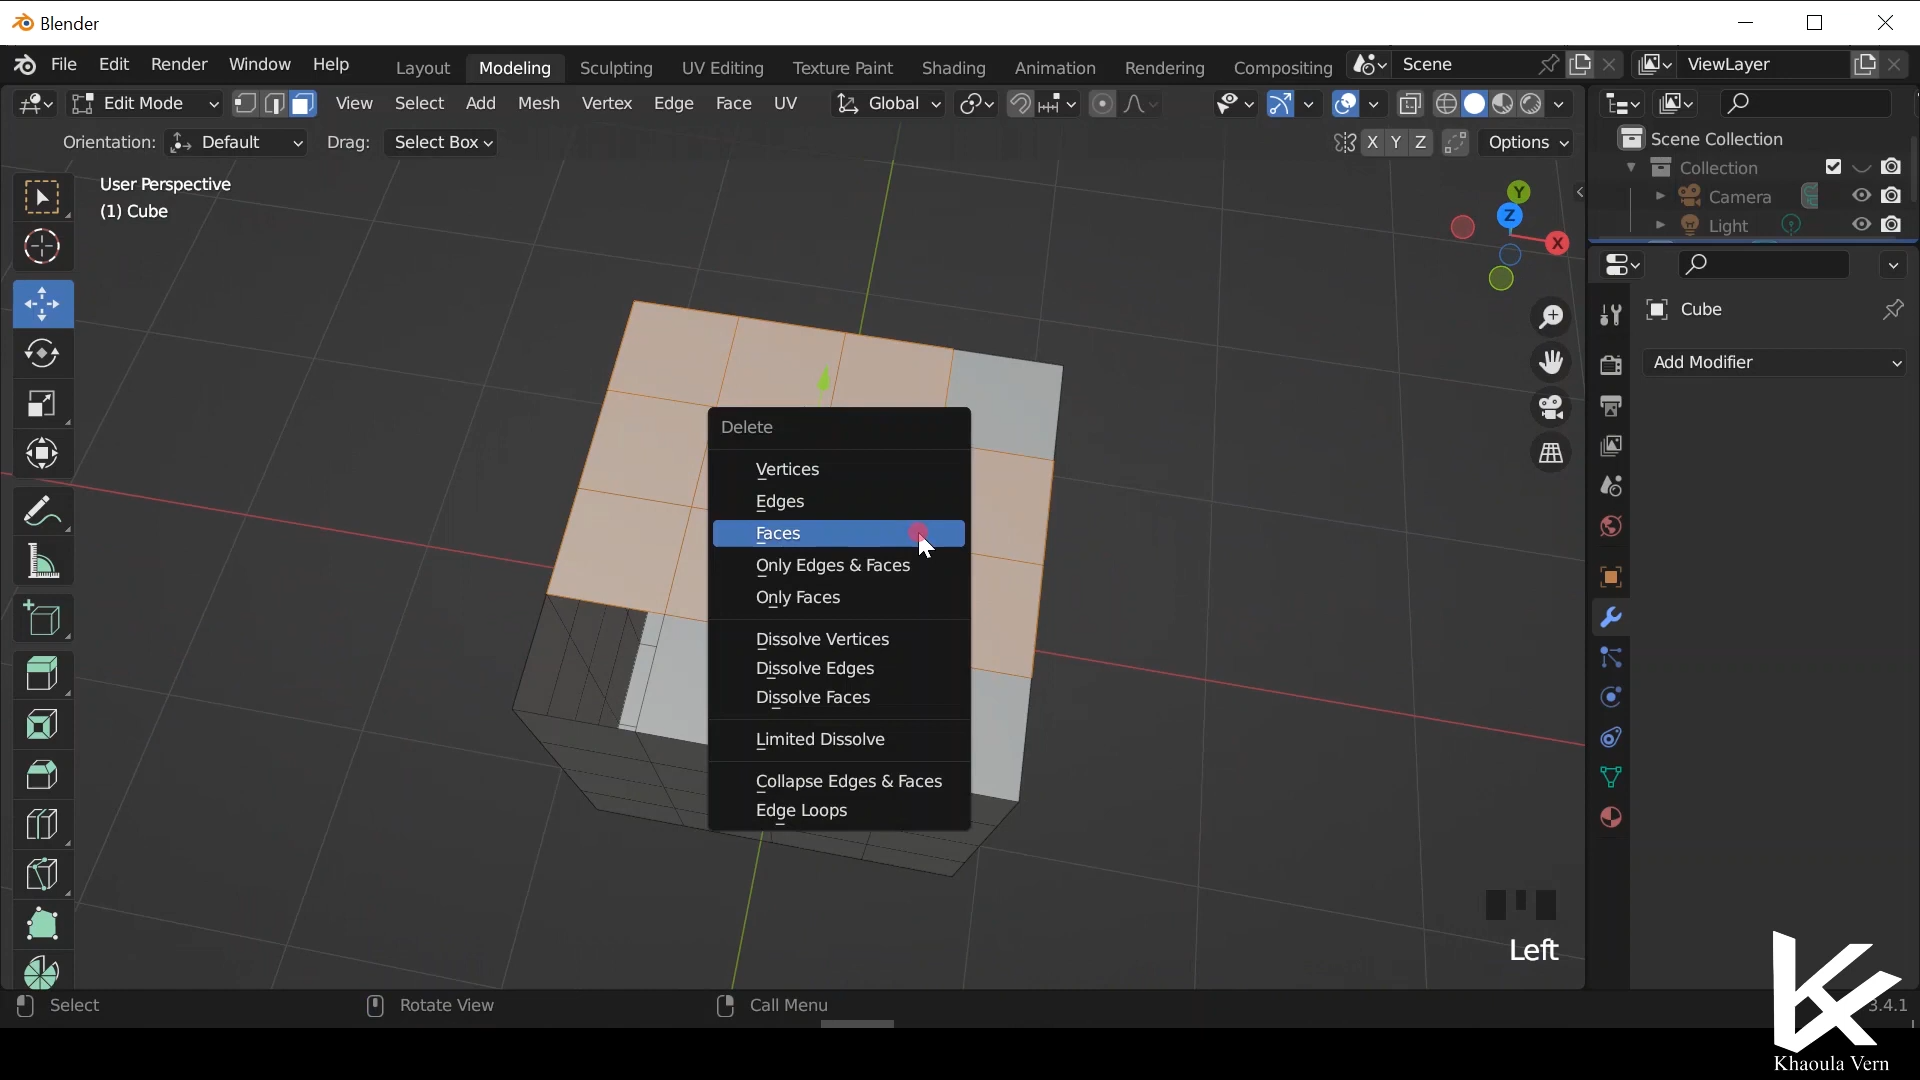 Blender
File Edit Render Window Help Layout Modeling Sculpting UV Editing Texture Paint Shading Animation Rendering Compositing Scene ViewLayer
Edit Mode View Select Add Mesh Vertex Edge Face UV Global
Orientation: Default Drag: Select Box X Y Z Options
Scene Collection
Collection
Camera
Light
User Perspective
(1) Cube
Y
Z
X
Cube
Add Modifier
Delete
Vertices
Edges
Faces
Only Edges & Faces
Only Faces
Dissolve Vertices
Dissolve Edges
Dissolve Faces
Limited Dissolve
Collapse Edges & Faces
Edge Loops
Left
Select Rotate View Call Menu
3.4.1
Khaoula Vern